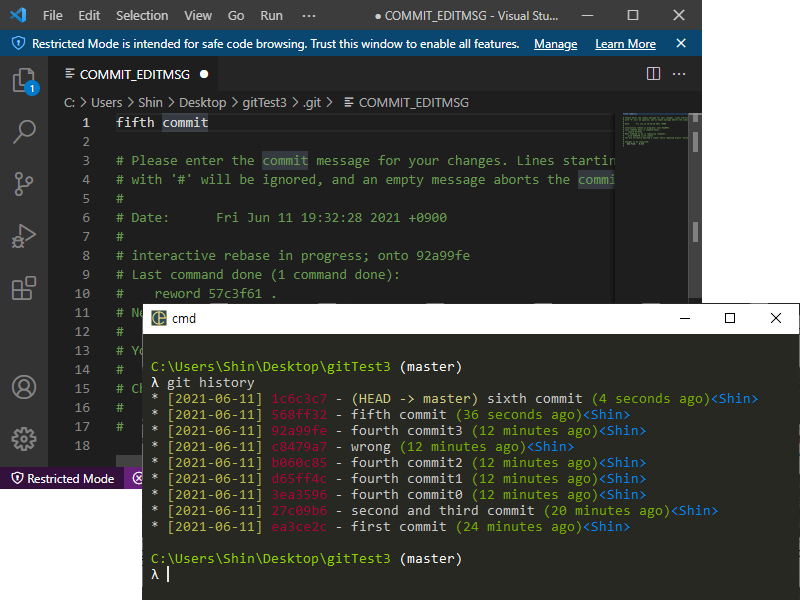 File Edit Selection View Go Run ··· ● COMMIT_EDITMSG - Visual Stu...
Restricted Mode is intended for safe code browsing. Trust this window to enable all features. Manage Learn More
COMMIT_EDITMSG ●
C: > Users > Shin > Desktop > gitTest3 > .git > COMMIT_EDITMSG
1
1 fifth commit
2
3 # Please enter the commit message for your changes. Lines startin
4 # with '#' will be ignored, and an empty message aborts the commi
5 #
6 # Date:      Fri Jun 11 19:32:28 2021 +0900
7 #
8 # interactive rebase in progress; onto 92a99fe
9 # Last command done (1 command done):
10 #    reword 57c3f61 .
11 # Ne
12 #
13 # Yo
14 #
15 # Ch
16 #
17 #
18
Restricted Mode
cmd
C:\Users\Shin\Desktop\gitTest3 (master)
λ git history
* [2021-06-11] 1c6c3c7 - (HEAD -> master) sixth commit (4 seconds ago)<Shin>
* [2021-06-11] 568ff32 - fifth commit (36 seconds ago)<Shin>
* [2021-06-11] 92a99fe - fourth commit3 (12 minutes ago)<Shin>
* [2021-06-11] c8479a7 - wrong (12 minutes ago)<Shin>
* [2021-06-11] b060c85 - fourth commit2 (12 minutes ago)<Shin>
* [2021-06-11] d65ff4c - fourth commit1 (12 minutes ago)<Shin>
* [2021-06-11] 3ea3596 - fourth commit0 (12 minutes ago)<Shin>
* [2021-06-11] 27c09b6 - second and third commit (20 minutes ago)<Shin>
* [2021-06-11] ea3ce2c - first commit (24 minutes ago)<Shin>
C:\Users\Shin\Desktop\gitTest3 (master)
λ